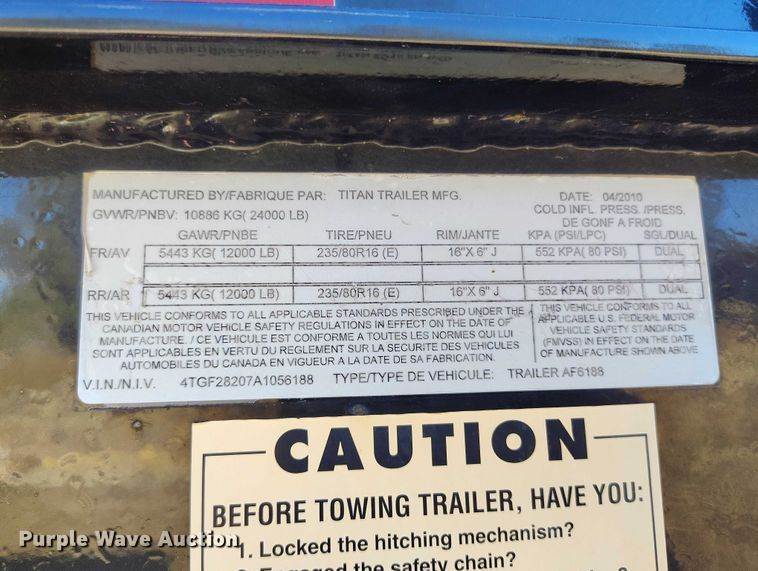 MANUFACTURED BY/FABRIQUE PAR: TITAN TRAILER MFG. DATE: 04/2010
GVWR/PNBV: 10886 KG( 24000 LB) COLD INFL. PRESS. /PRESS.
DE GONF A FROID
GAWR/PNBE TIRE/PNEU RIM/JANTE KPA (PSI/LPC) SGL/DUAL
FR/AV 5443 KG( 12000 LB) 235/80R16 (E) 16"X 6" J 552 KPA( 80 PSI) DUAL
RR/AR 5443 KG( 12000 LB) 235/80R16 (E) 16"X 6" J 552 KPA( 80 PSI) DUAL
THIS VEHICLE CONFORMS TO ALL APPLICABLE STANDARDS PRESCRIBED UNDER THE
CANADIAN MOTOR VEHICLE SAFETY REGULATIONS IN EFFECT ON THE DATE OF
MANUFACTURE. / CE VEHICULE EST CONFORME A TOUTES LES NORMES QUI LUI
SONT APPLICABLES EN VERTU DU REGLEMENT SUR LA SECURITE DES VEHICULES
AUTOMOBILES DU CANADA EN VIGUEUR A LA DATE DE SA FABRICATION.
THIS VEHICLE CONFORMS TO ALL
APPLICABLE U.S. FEDERAL MOTOR
VEHICLE SAFETY STANDARDS
(FMVSS) IN EFFECT ON THE DATE
OF MANUFACTURE SHOWN ABOVE
V.I.N./N.I.V. 4TGF28207A1056188 TYPE/TYPE DE VEHICULE: TRAILER AF6188
CAUTION
BEFORE TOWING TRAILER, HAVE YOU:
1. Locked the hitching mechanism?
Engaged the safety chain?
Purple Wave Auction